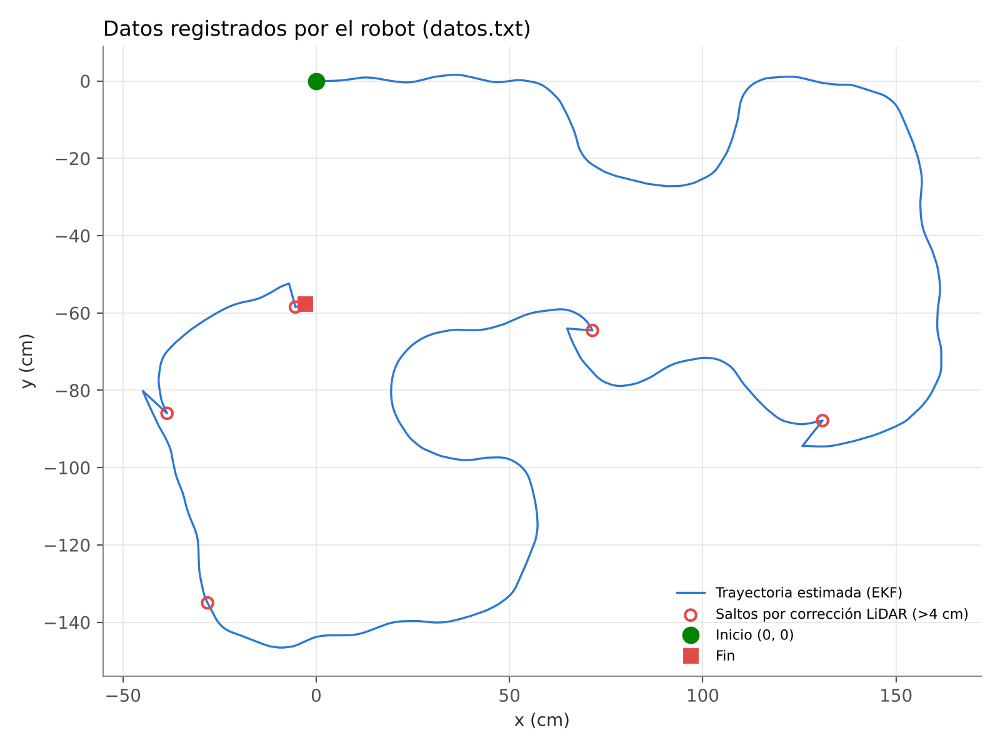 Datos registrados por el robot (datos.txt)
y (cm)
0
−20
−40
−60
−80
−100
−120
−140
Trayectoria estimada (EKF)
Saltos por corrección LiDAR (>4 cm)
Inicio (0, 0)
Fin
−50 0 50 100 150
x (cm)